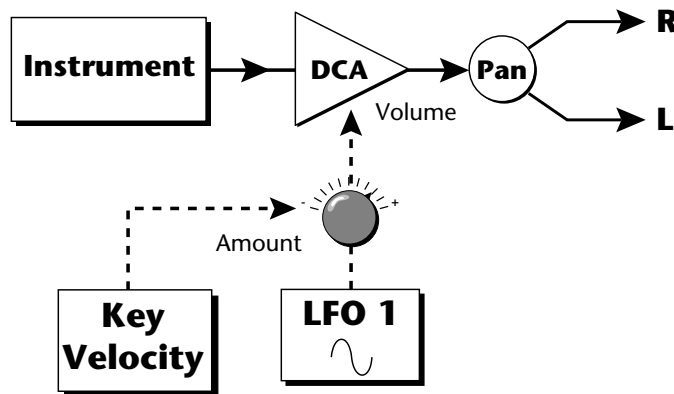 Instrument
DCA
Pan
R
L
Volume
- +
Amount
Key
Velocity
LFO 1